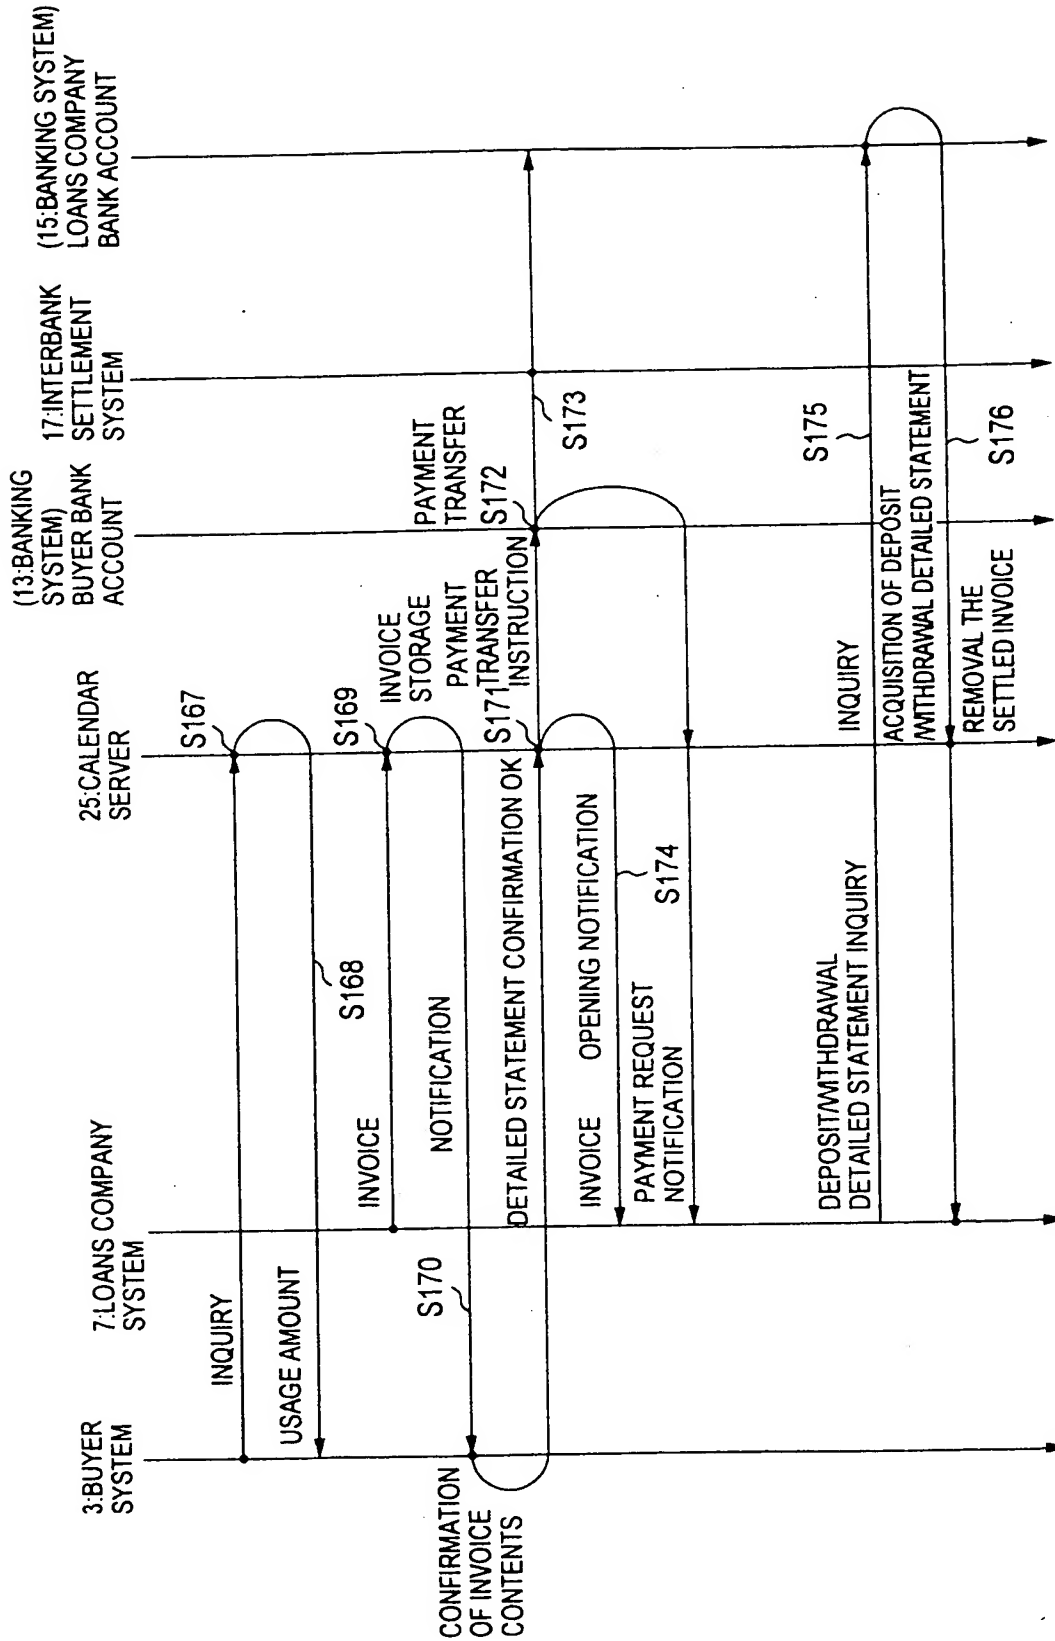 3:BUYER
SYSTEM
7:LOANS COMPANY
SYSTEM
25:CALENDAR
SERVER
(13:BANKING
SYSTEM)
BUYER BANK
ACCOUNT
17:INTERBANK
SETTLEMENT
SYSTEM
(15:BANKING SYSTEM)
LOANS COMPANY
BANK ACCOUNT
INQUIRY
S167
USAGE AMOUNT
S168
INVOICE
S169
INVOICE
STORAGE
NOTIFICATION
S170
CONFIRMATION
OF INVOICE
CONTENTS
DETAILED STATEMENT CONFIRMATION OK
S171
PAYMENT
TRANSFER
INSTRUCTION
S172
PAYMENT
TRANSFER
S173
INVOICE OPENING NOTIFICATION
S174
PAYMENT REQUEST
NOTIFICATION
DEPOSIT/WITHDRAWAL
DETAILED STATEMENT INQUIRY
INQUIRY
S175
ACQUISITION OF DEPOSIT
/WITHDRAWAL DETAILED STATEMENT
S176
REMOVAL THE
SETTLED INVOICE